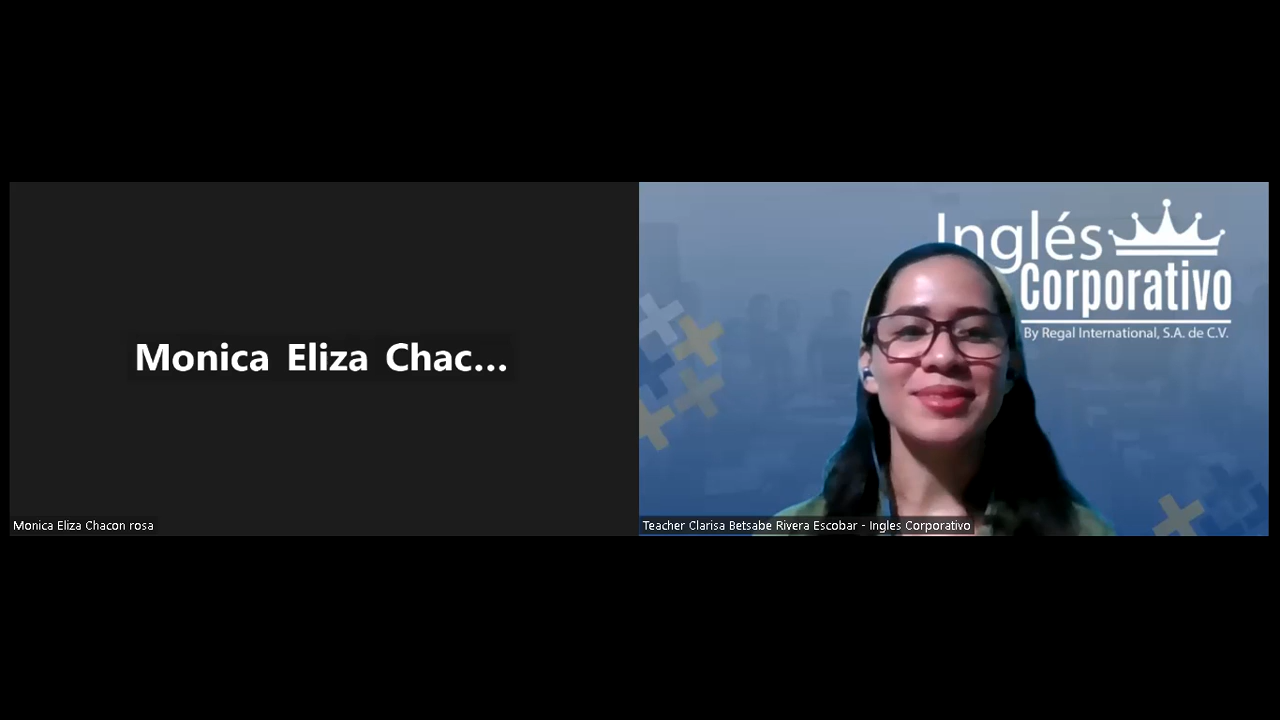 Monica Eliza Chac...
Monica Eliza Chacon rosa
Inglés
Corporativo
By Regal International, S.A. de C.V.
Teacher Clarisa Betsabe Rivera Escobar - Ingles Corporativo